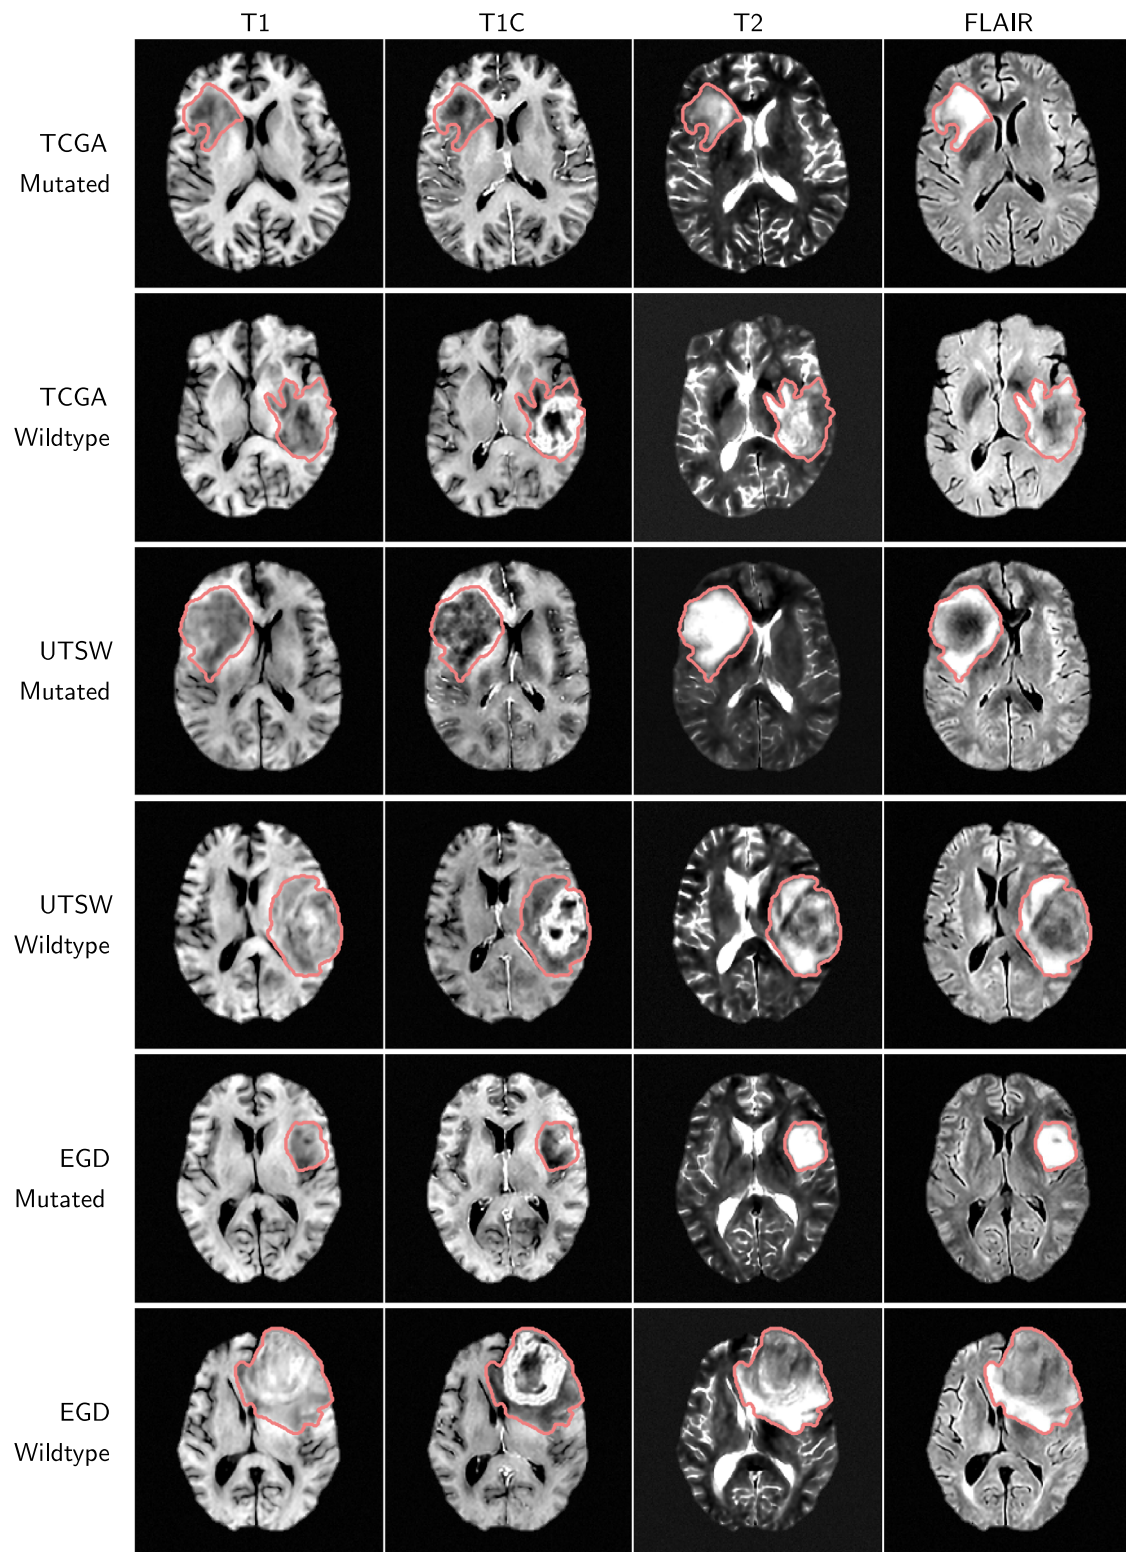 T1 T1C T2 FLAIR
TCGA
Mutated
TCGA
Wildtype
UTSW
Mutated
UTSW
Wildtype
EGD
Mutated
EGD
Wildtype